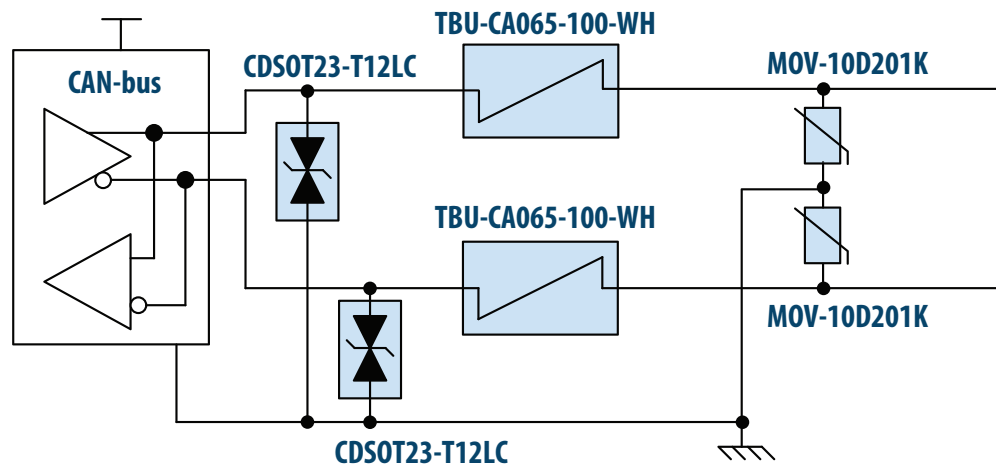 TBU-CA065-100-WH
CAN-bus
CDSOT23-T12LC
MOV-10D201K
TBU-CA065-100-WH
MOV-10D201K
CDSOT23-T12LC